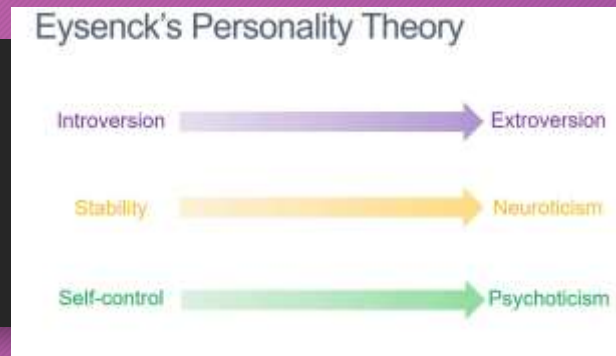 Eysenck's Personality Theory
Introversion Extroversion
Stability Neuroticism
Self-control Psychoticism